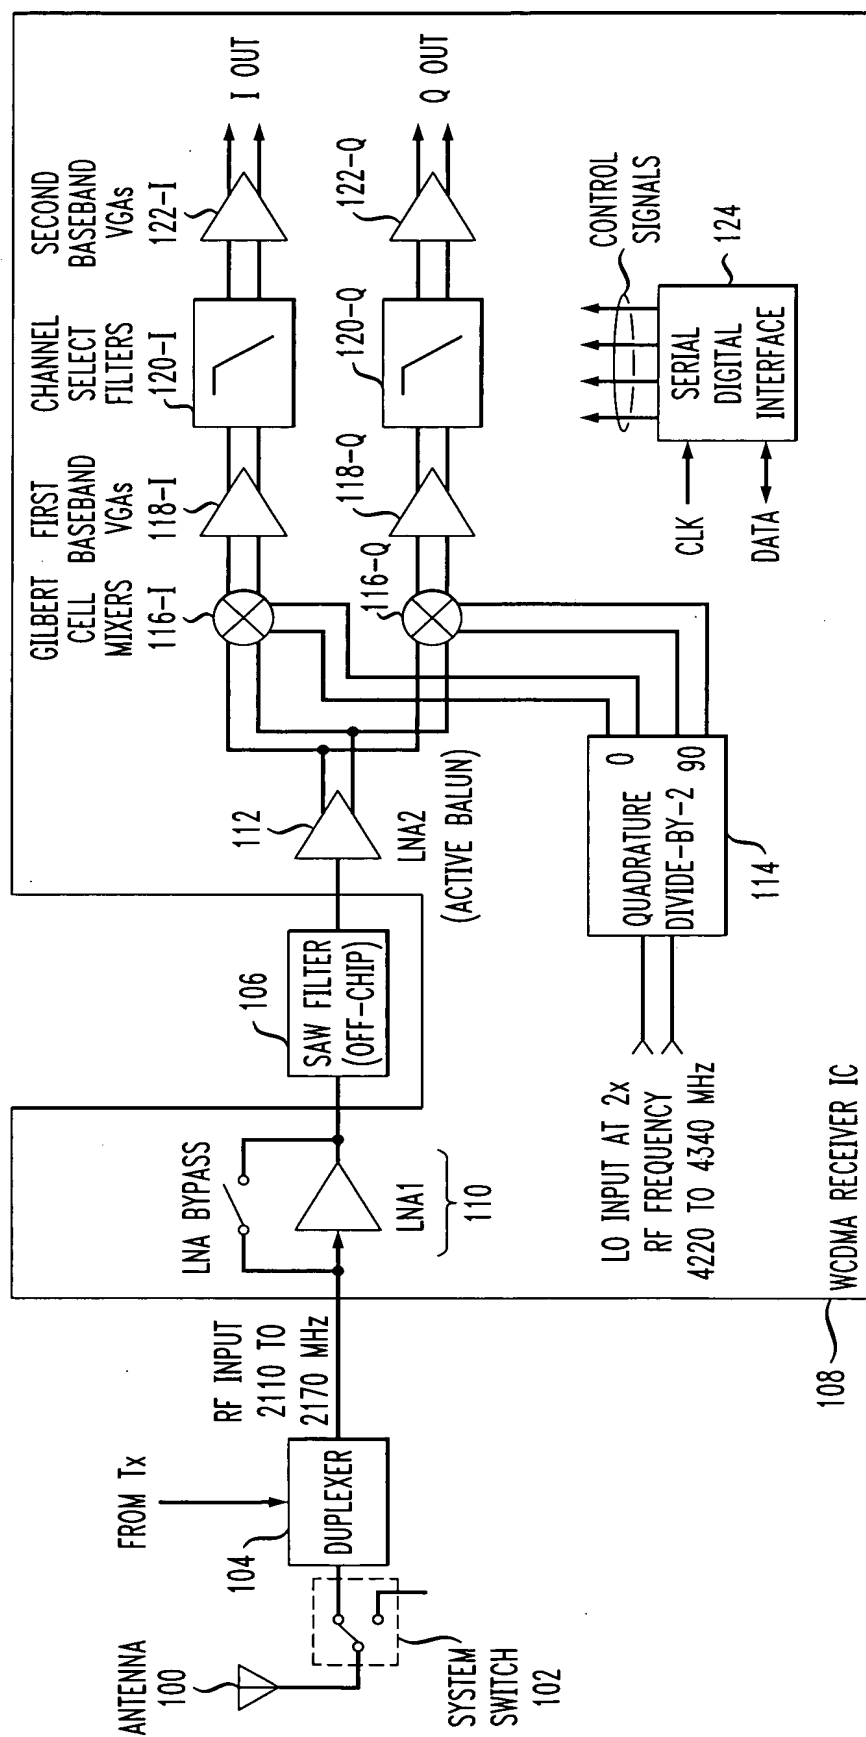 ANTENNA
100
SYSTEM
SWITCH
102
FROM Tx
104
DUPLEXER
RF INPUT
2110 TO
2170 MHz
LNA BYPASS
LNA1
110
106
SAW FILTER
(OFF-CHIP)
112
LNA2
(ACTIVE BALUN)
GILBERT
CELL
MIXERS
116-I
116-Q
FIRST
BASEBAND
VGAs
118-I
118-Q
CHANNEL
SELECT
FILTERS
120-I
120-Q
SECOND
BASEBAND
VGAs
122-I
122-Q
I OUT
Q OUT
LO INPUT AT 2x
RF FREQUENCY
4220 TO 4340 MHz
QUADRATURE
DIVIDE-BY-2
0
90
114
CLK
DATA
SERIAL
DIGITAL
INTERFACE
124
CONTROL
SIGNALS
108
WCDMA RECEIVER IC